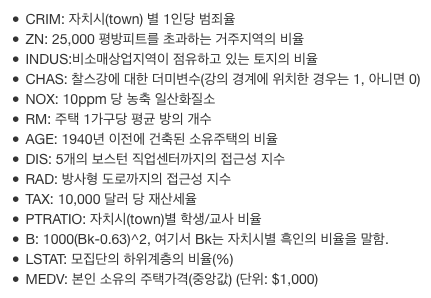 • CRIM: 자치시(town) 별 1인당 범죄율
• ZN: 25,000 평방피트를 초과하는 거주지역의 비율
• INDUS:비소매상업지역이 점유하고 있는 토지의 비율
• CHAS: 찰스강에 대한 더미변수(강의 경계에 위치한 경우는 1, 아니면 0)
• NOX: 10ppm 당 농축 일산화질소
• RM: 주택 1가구당 평균 방의 개수
• AGE: 1940년 이전에 건축된 소유주택의 비율
• DIS: 5개의 보스턴 직업센터까지의 접근성 지수
• RAD: 방사형 도로까지의 접근성 지수
• TAX: 10,000 달러 당 재산세율
• PTRATIO: 자치시(town)별 학생/교사 비율
• B: 1000(Bk-0.63)^2, 여기서 Bk는 자치시별 흑인의 비율을 말함.
• LSTAT: 모집단의 하위계층의 비율(%)
• MEDV: 본인 소유의 주택가격(중앙값) (단위: $1,000)